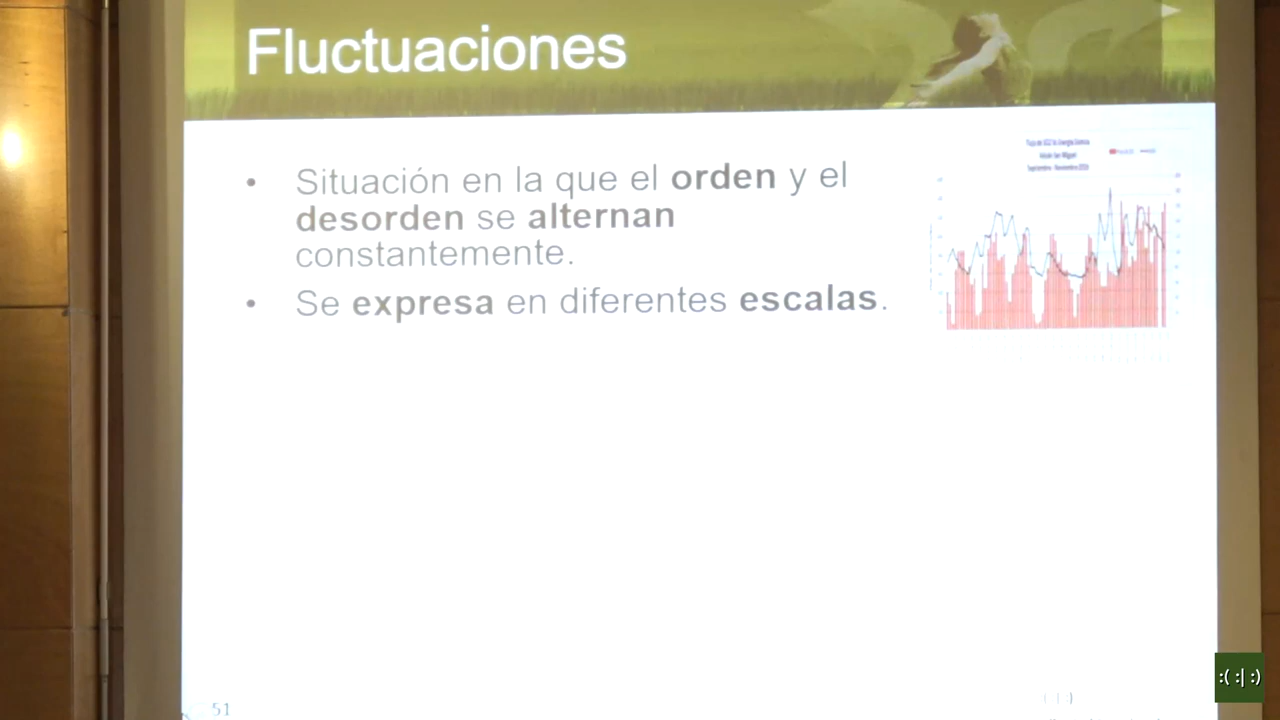 Fluctuaciones
• Situación en la que el orden y el
desorden se alternan
constantemente.
• Se expresa en diferentes escalas.
51
:( :| :)